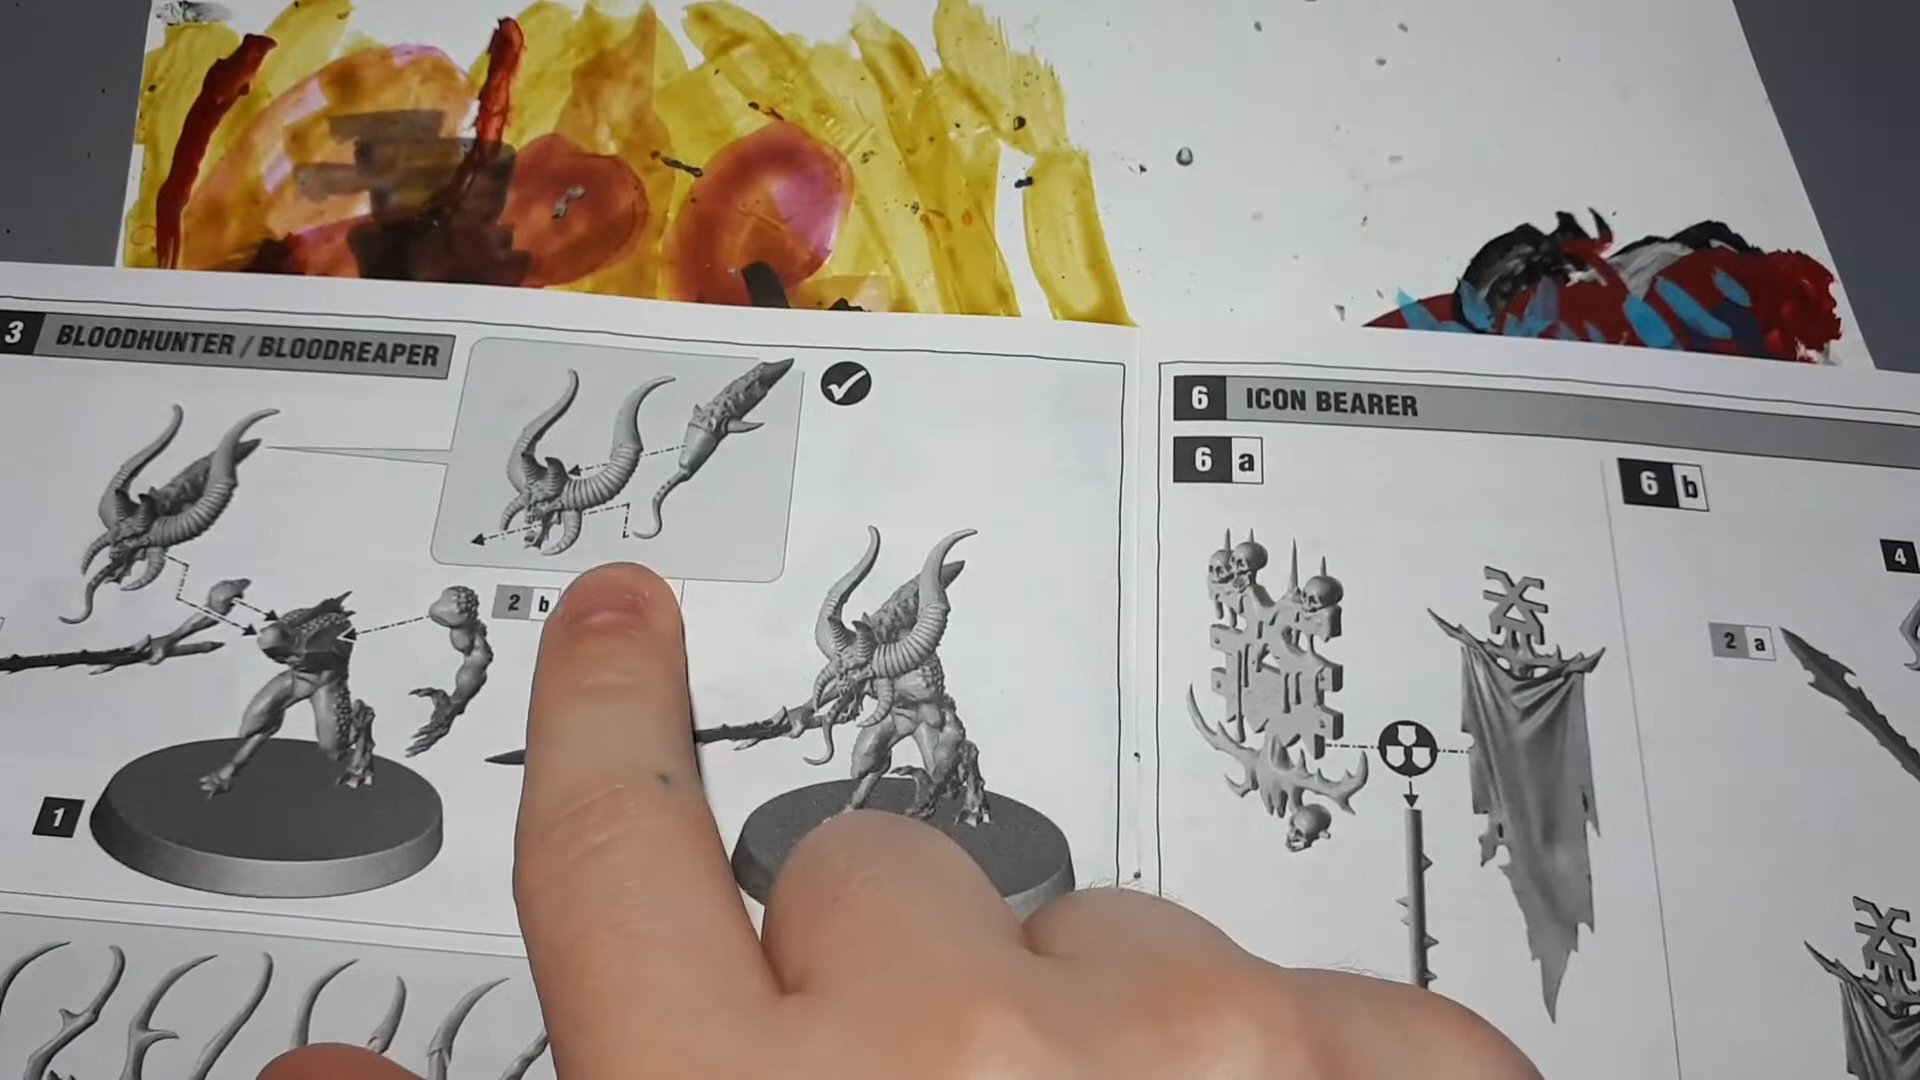 3 BLOODHUNTER / BLOODREAPER
2 b
1
6 ICON BEARER
6 a
6 b
4
2 a